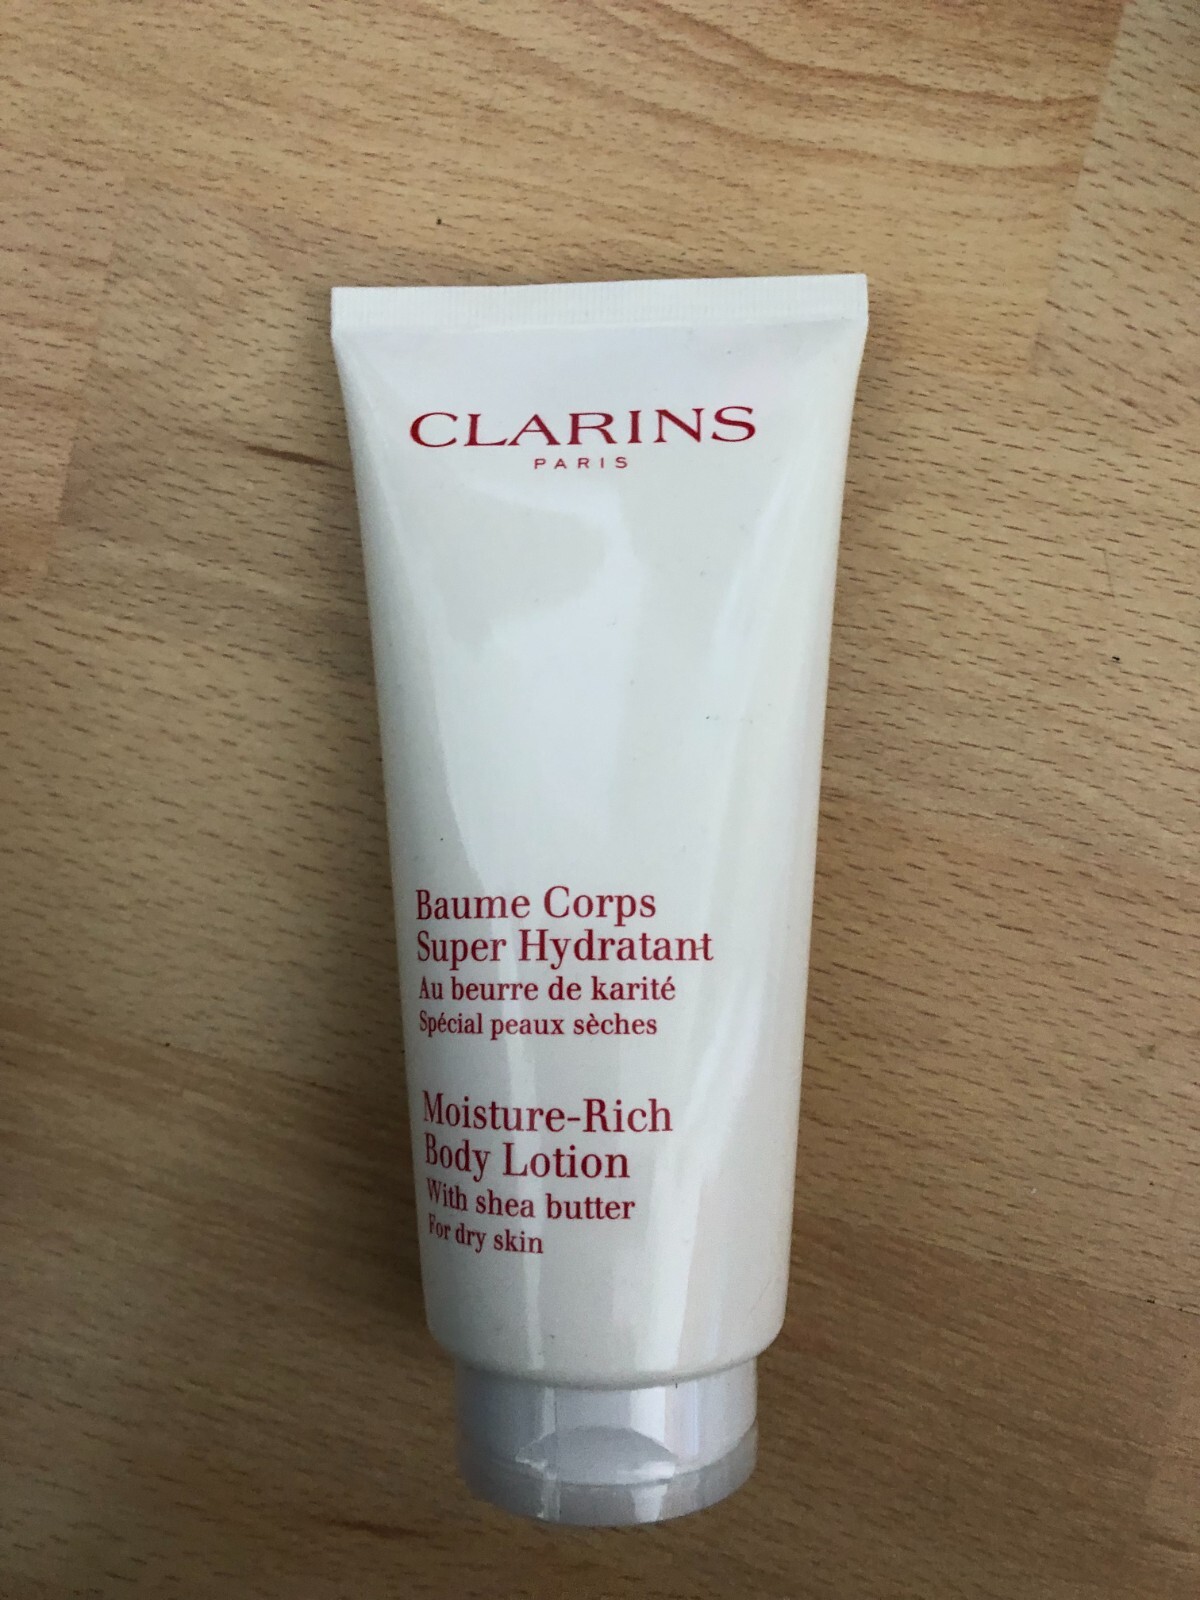 CLARINS
PARIS
Baume Corps
Super Hydratant
Au beurre de karité
Spécial peaux sèches
Moisture-Rich
Body Lotion
With shea butter
For dry skin